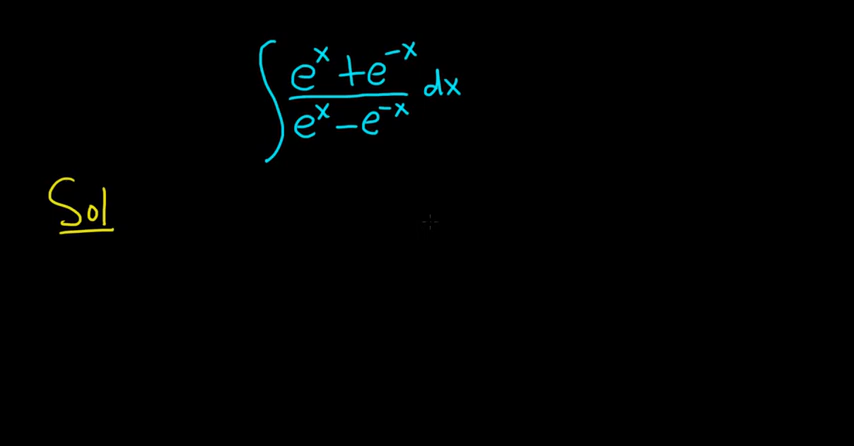 ∫ (e^x + e^-x)/(e^x - e^-x) dx
Sol